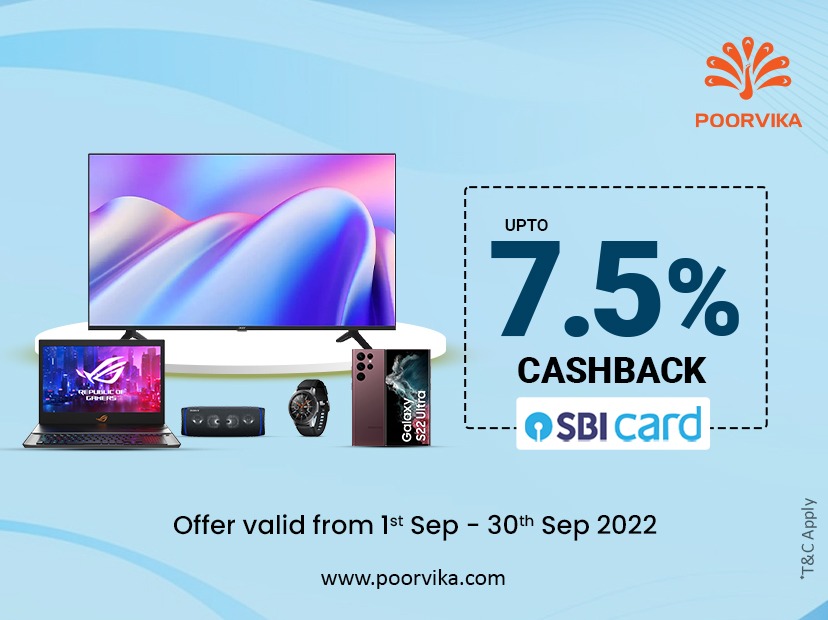 POORVIKA
UPTO
7.5%
CASHBACK
SBI card
REPUBLIC OF
GAMERS
Galaxy
S22 Ultra
Offer valid from 1st Sep - 30th Sep 2022
www.poorvika.com
*T&C Apply